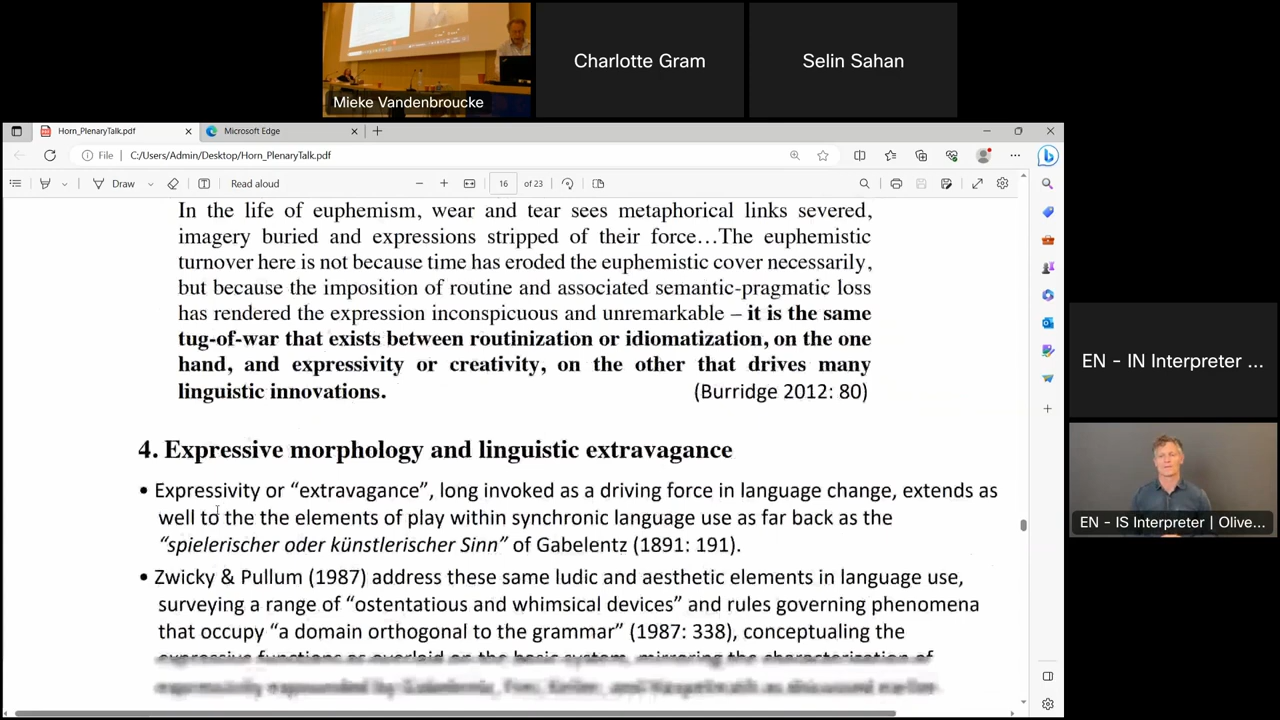 Charlotte Gram
Selin Sahan
Mieke Vandenbroucke
Horn_PlenaryTalk.pdf
Microsoft Edge
File
C:/Users/Admin/Desktop/Horn_PlenaryTalk.pdf
Draw
Read aloud
16
of 23
In the life of euphemism, wear and tear sees metaphorical links severed,
imagery buried and expressions stripped of their force…The euphemistic
turnover here is not because time has eroded the euphemistic cover necessarily,
but because the imposition of routine and associated semantic-pragmatic loss
has rendered the expression inconspicuous and unremarkable – it is the same
tug-of-war that exists between routinization or idiomatization, on the one
hand, and expressivity or creativity, on the other that drives many
linguistic innovations. (Burridge 2012: 80)
4. Expressive morphology and linguistic extravagance
• Expressivity or “extravagance”, long invoked as a driving force in language change, extends as
well to the the elements of play within synchronic language use as far back as the
“spielerischer oder künstlerischer Sinn” of Gabelentz (1891: 191).
• Zwicky & Pullum (1987) address these same ludic and aesthetic elements in language use,
surveying a range of “ostentatious and whimsical devices” and rules governing phenomena
that occupy “a domain orthogonal to the grammar” (1987: 338), conceptualing the
EN - IN Interpreter ...
EN - IS Interpreter | Olive...